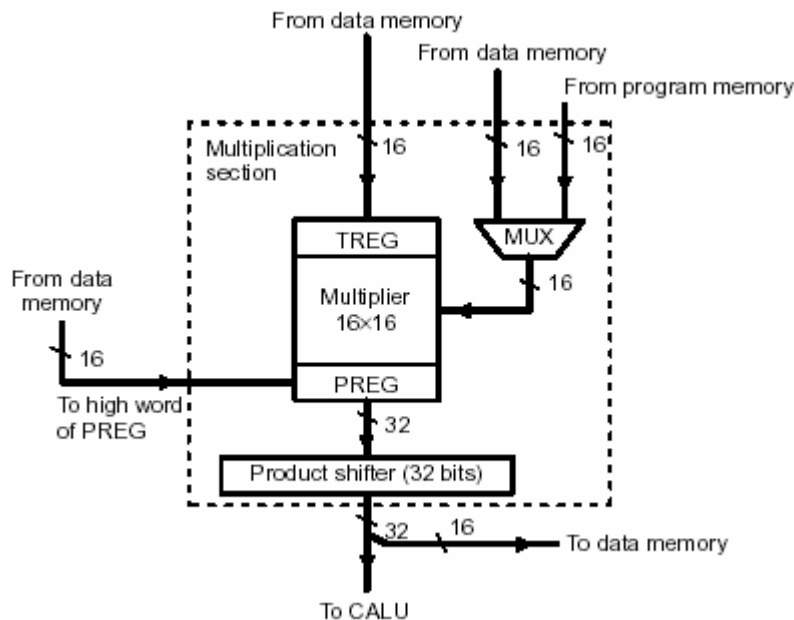 From data memory
From data memory
From program memory
16
16
16
Multiplication
section
TREG
MUX
From data
memory
Multiplier
16×16
16
16
PREG
To high word
of PREG
32
Product shifter (32 bits)
32
16
To data memory
To CALU